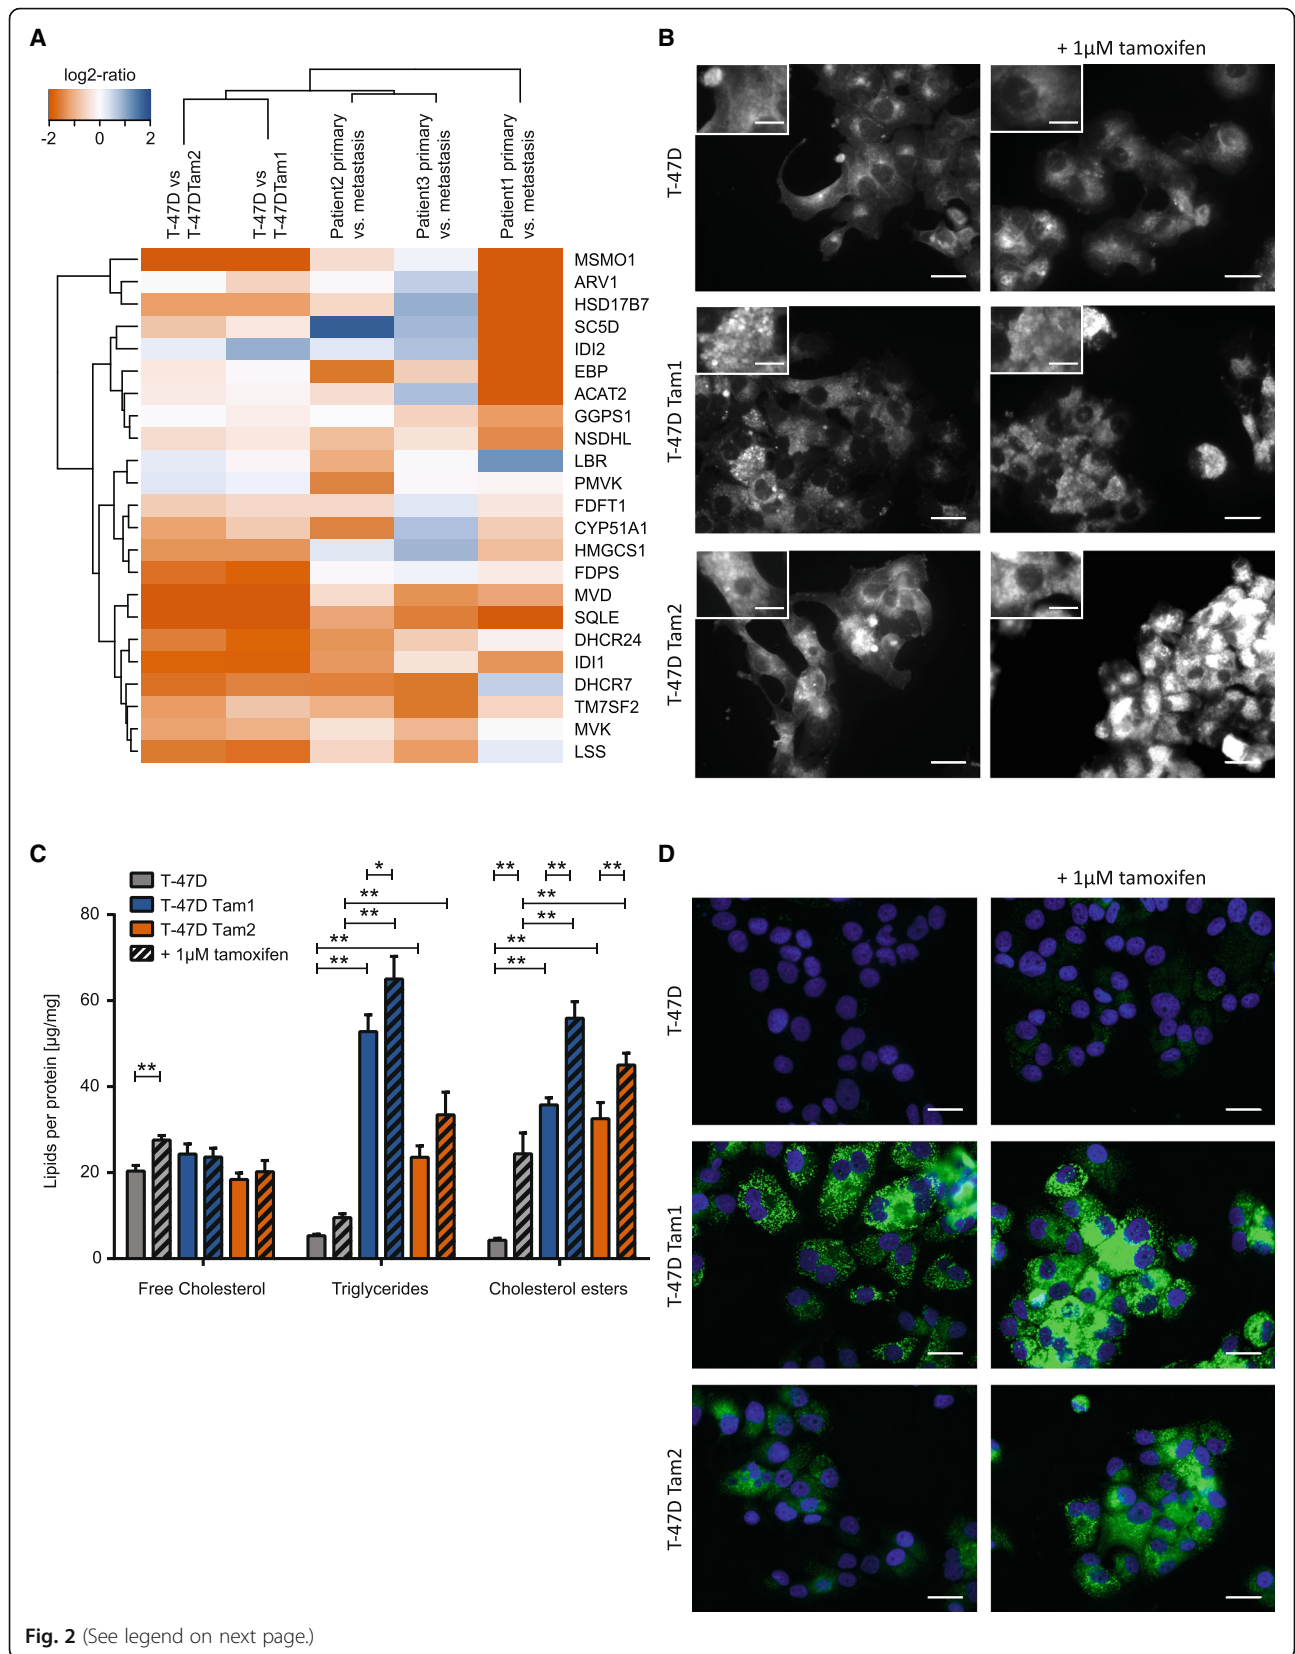 A
log2-ratio
-2 0 2
T-47D vs
T-47DTam2
T-47D vs
T-47DTam1
Patient2 primary
vs. metastasis
Patient3 primary
vs. metastasis
Patient1 primary
vs. metastasis
MSMO1
ARV1
HSD17B7
SC5D
IDI2
EBP
ACAT2
GGPS1
NSDHL
LBR
PMVK
FDFT1
CYP51A1
HMGCS1
FDPS
MVD
SQLE
DHCR24
IDI1
DHCR7
TM7SF2
MVK
LSS
B
+ 1µM tamoxifen
T-47D
T-47D Tam1
T-47D Tam2
C
T-47D
T-47D Tam1
T-47D Tam2
+ 1µM tamoxifen
Lipids per protein [µg/mg]
80
60
40
20
0
**
*
**
**
**
**
**
**
**
**
**
**
**
Free Cholesterol
Triglycerides
Cholesterol esters
D
+ 1µM tamoxifen
T-47D
T-47D Tam1
T-47D Tam2
Fig. 2 (See legend on next page.)